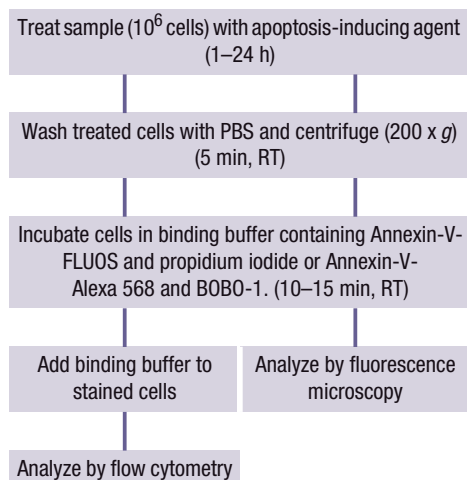 Treat sample (10⁶ cells) with apoptosis-inducing agent
(1–24 h)
Wash treated cells with PBS and centrifuge (200 x g)
(5 min, RT)
Incubate cells in binding buffer containing Annexin-V-
FLUOS and propidium iodide or Annexin-V-
Alexa 568 and BOBO-1. (10–15 min, RT)
Add binding buffer to
stained cells
Analyze by fluorescence
microscopy
Analyze by flow cytometry